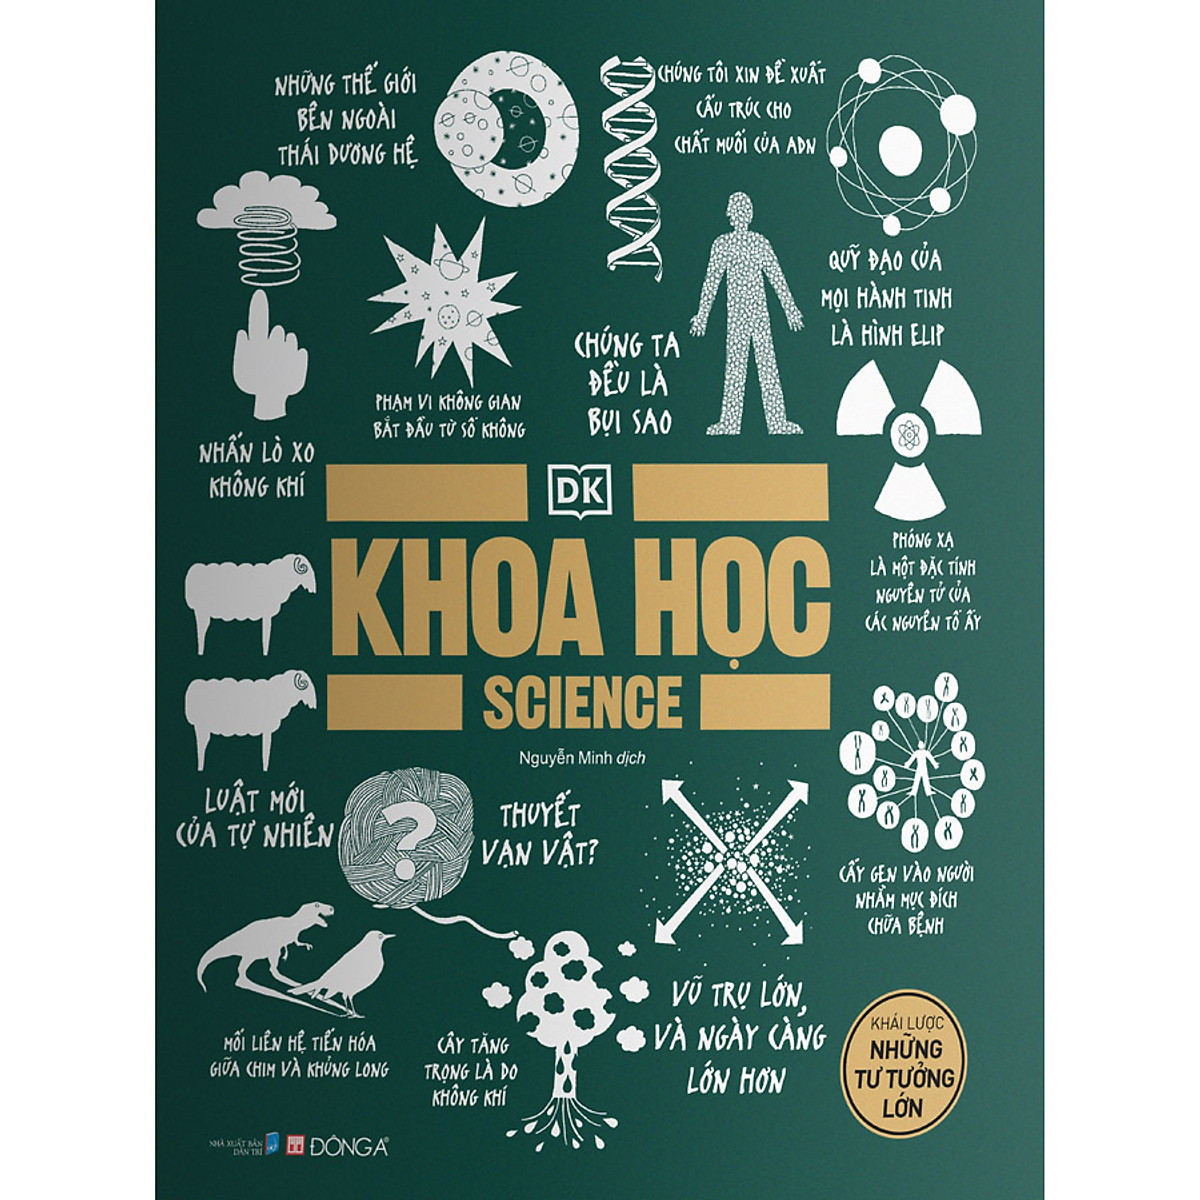 NHỮNG THẾ GIỚI
BÊN NGOÀI
THÁI DƯƠNG HỆ
CHÚNG TÔI XIN ĐỀ XUẤT
CẤU TRÚC CHO
CHẤT MUỐI CỦA ADN
QUỸ ĐẠO CỦA
MỌI HÀNH TINH
LÀ HÌNH ELIP
CHÚNG TA
ĐỀU LÀ
BỤI SAO
PHẠM VI KHÔNG GIAN
BẮT ĐẦU TỪ SỐ KHÔNG
NHẤN LÒ XO
KHÔNG KHÍ
DK
KHOA HỌC
SCIENCE
Nguyễn Minh dịch
PHÓNG XẠ
LÀ MỘT ĐẶC TÍNH
NGUYÊN TỬ CỦA
CÁC NGUYÊN TỐ ẤY
LUẬT MỚI
CỦA TỰ NHIÊN
?
THUYẾT
VẠN VẬT?
CẤY GEN VÀO NGƯỜI
NHẰM MỤC ĐÍCH
CHỮA BỆNH
MỐI LIÊN HỆ TIẾN HÓA
GIỮA CHIM VÀ KHỦNG LONG
CÂY TĂNG
TRỌNG LÀ DO
KHÔNG KHÍ
VŨ TRỤ LỚN,
VÀ NGÀY CÀNG
LỚN HƠN
KHÁI LƯỢC
NHỮNG
TƯ TƯỞNG
LỚN
NHÀ XUẤT BẢN
DÂN TRÍ
ĐÔNG A